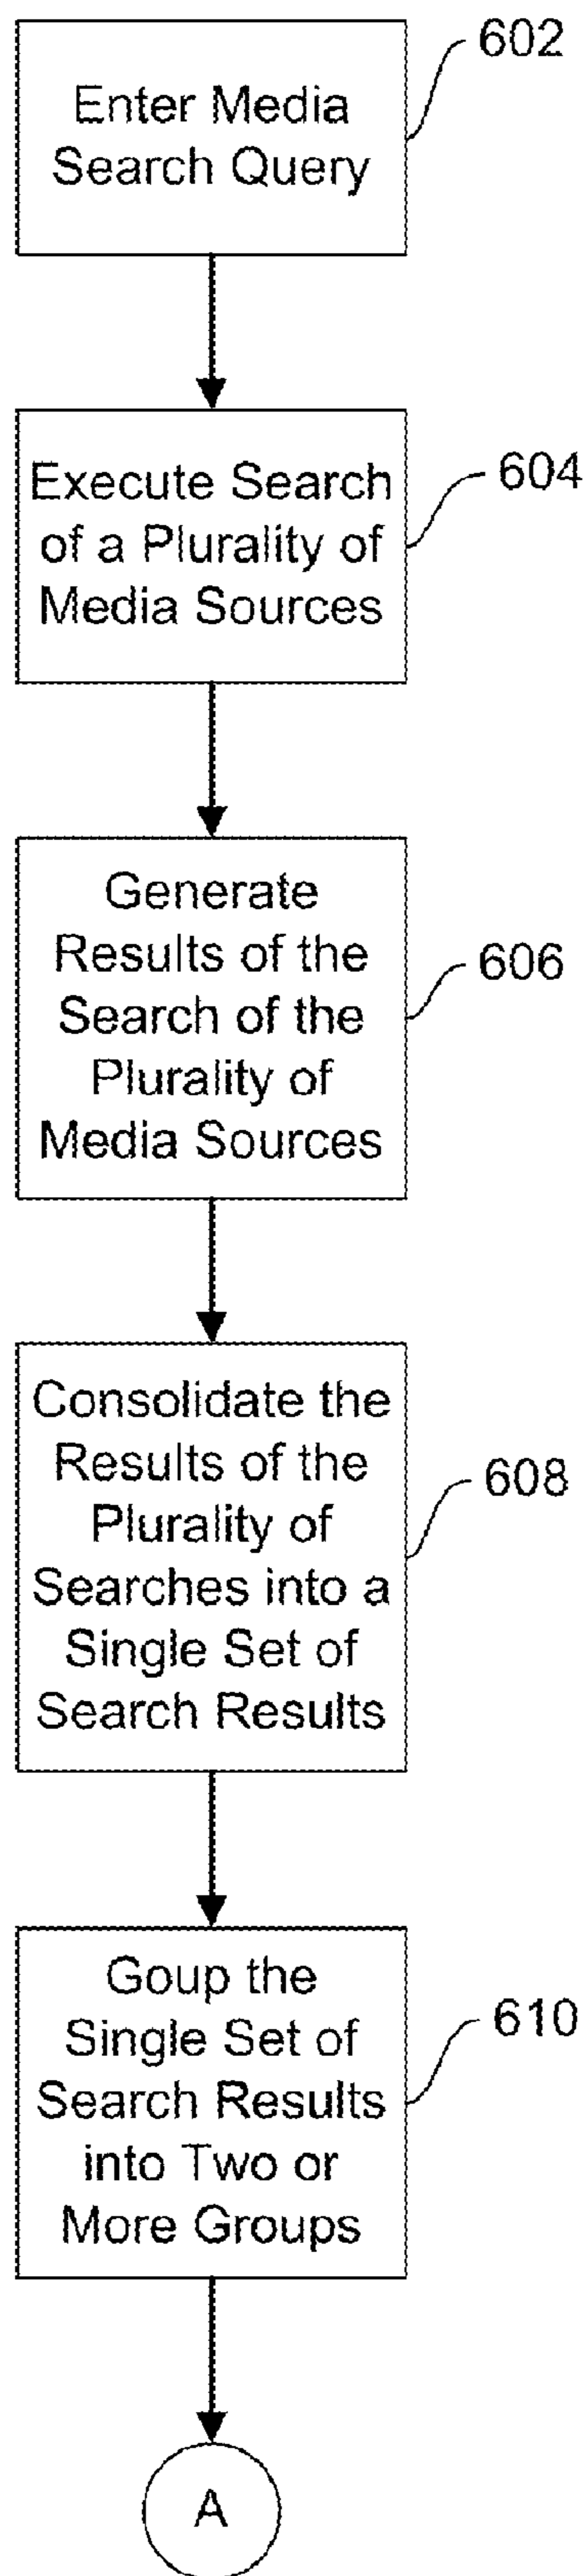 Enter Media
Search Query
602
Execute Search
of a Plurality of
Media Sources
604
Generate
Results of the
Search of the
Plurality of
Media Sources
606
Consolidate the
Results of the
Plurality of
Searches into a
Single Set of
Search Results
608
Goup the
Single Set of
Search Results
into Two or
More Groups
610
A